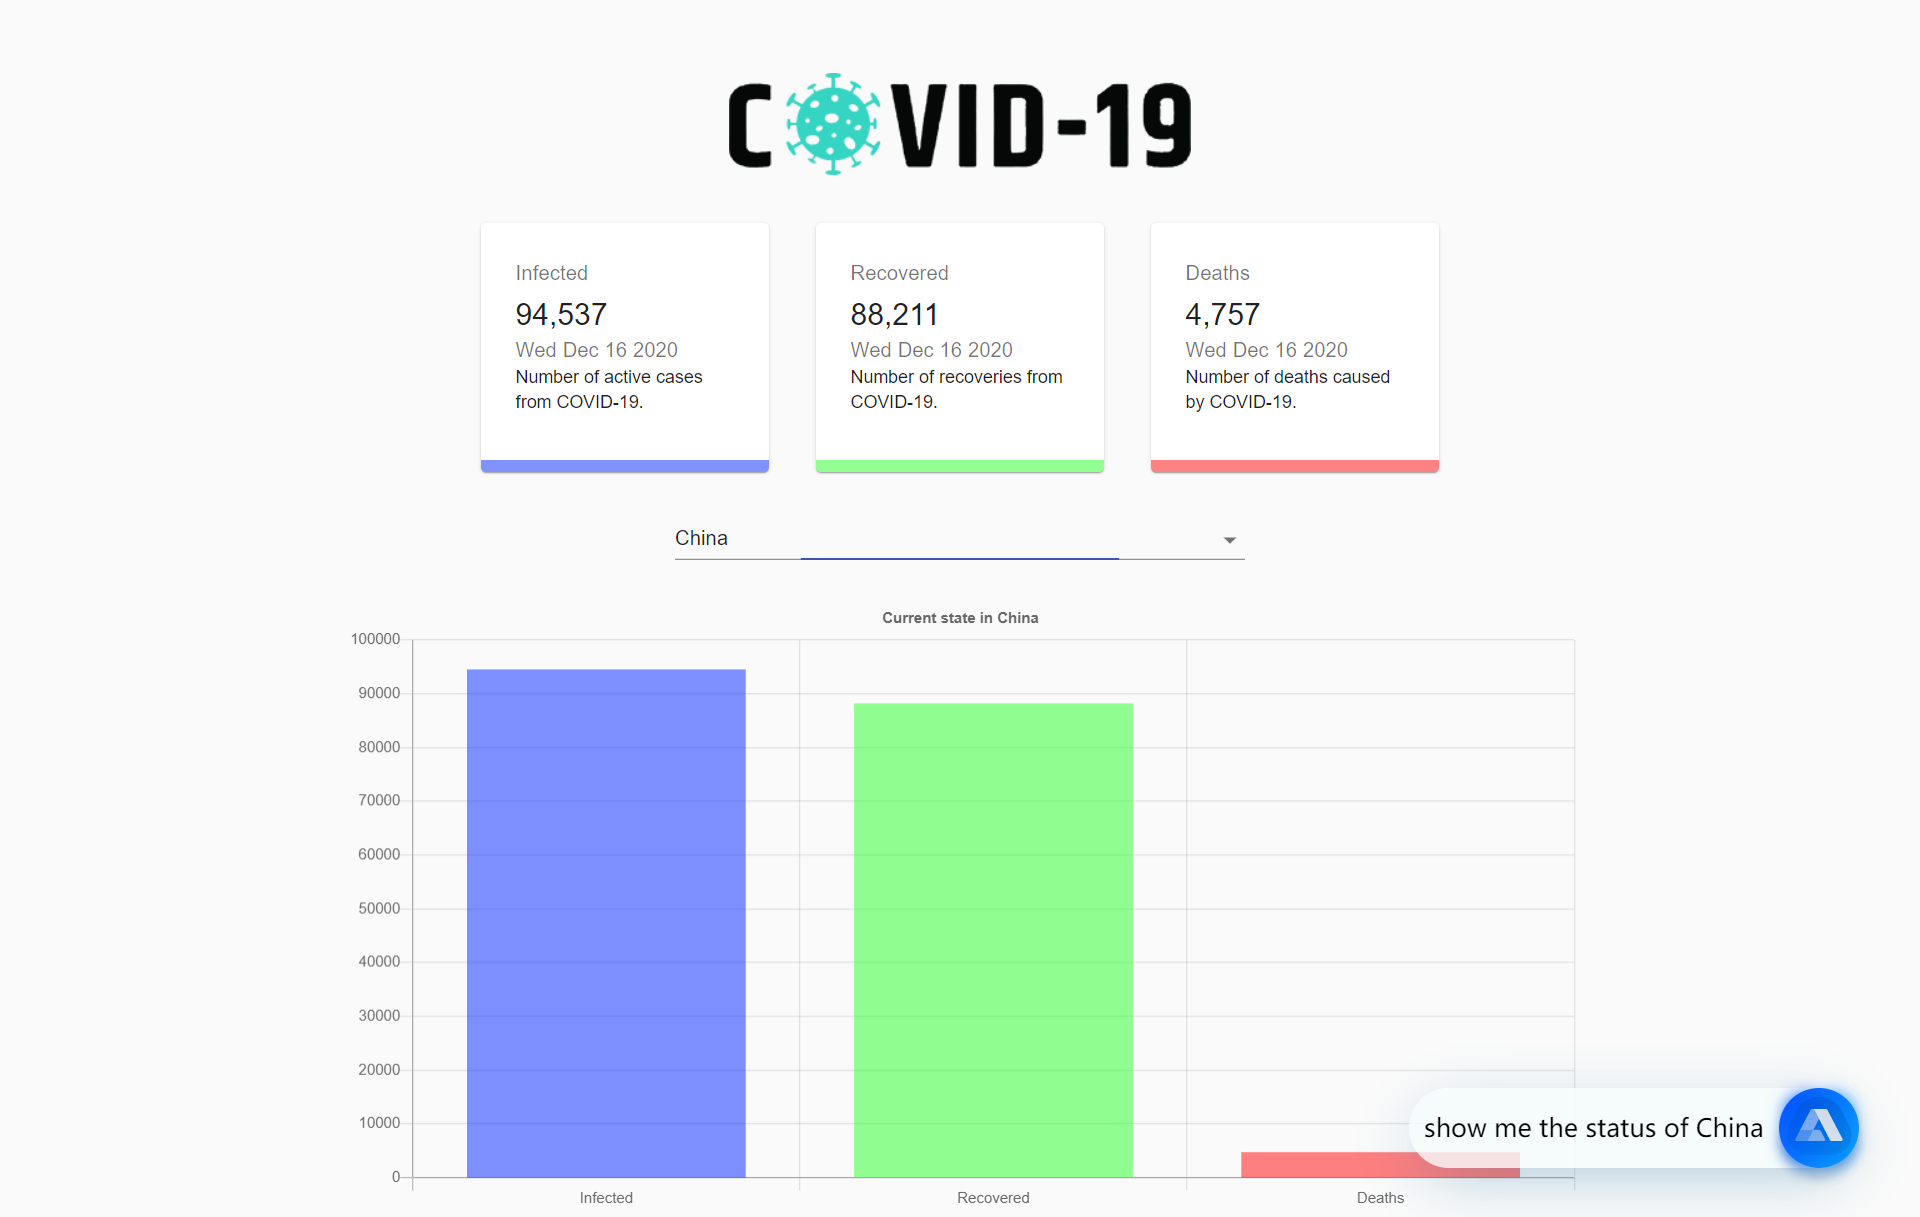 COVID-19
Infected
94,537
Wed Dec 16 2020
Number of active cases
from COVID-19.
Recovered
88,211
Wed Dec 16 2020
Number of recoveries from
COVID-19.
Deaths
4,757
Wed Dec 16 2020
Number of deaths caused
by COVID-19.
China
Current state in China
100000
90000
80000
70000
60000
50000
40000
30000
20000
10000
0
Infected
Recovered
Deaths
show me the status of China